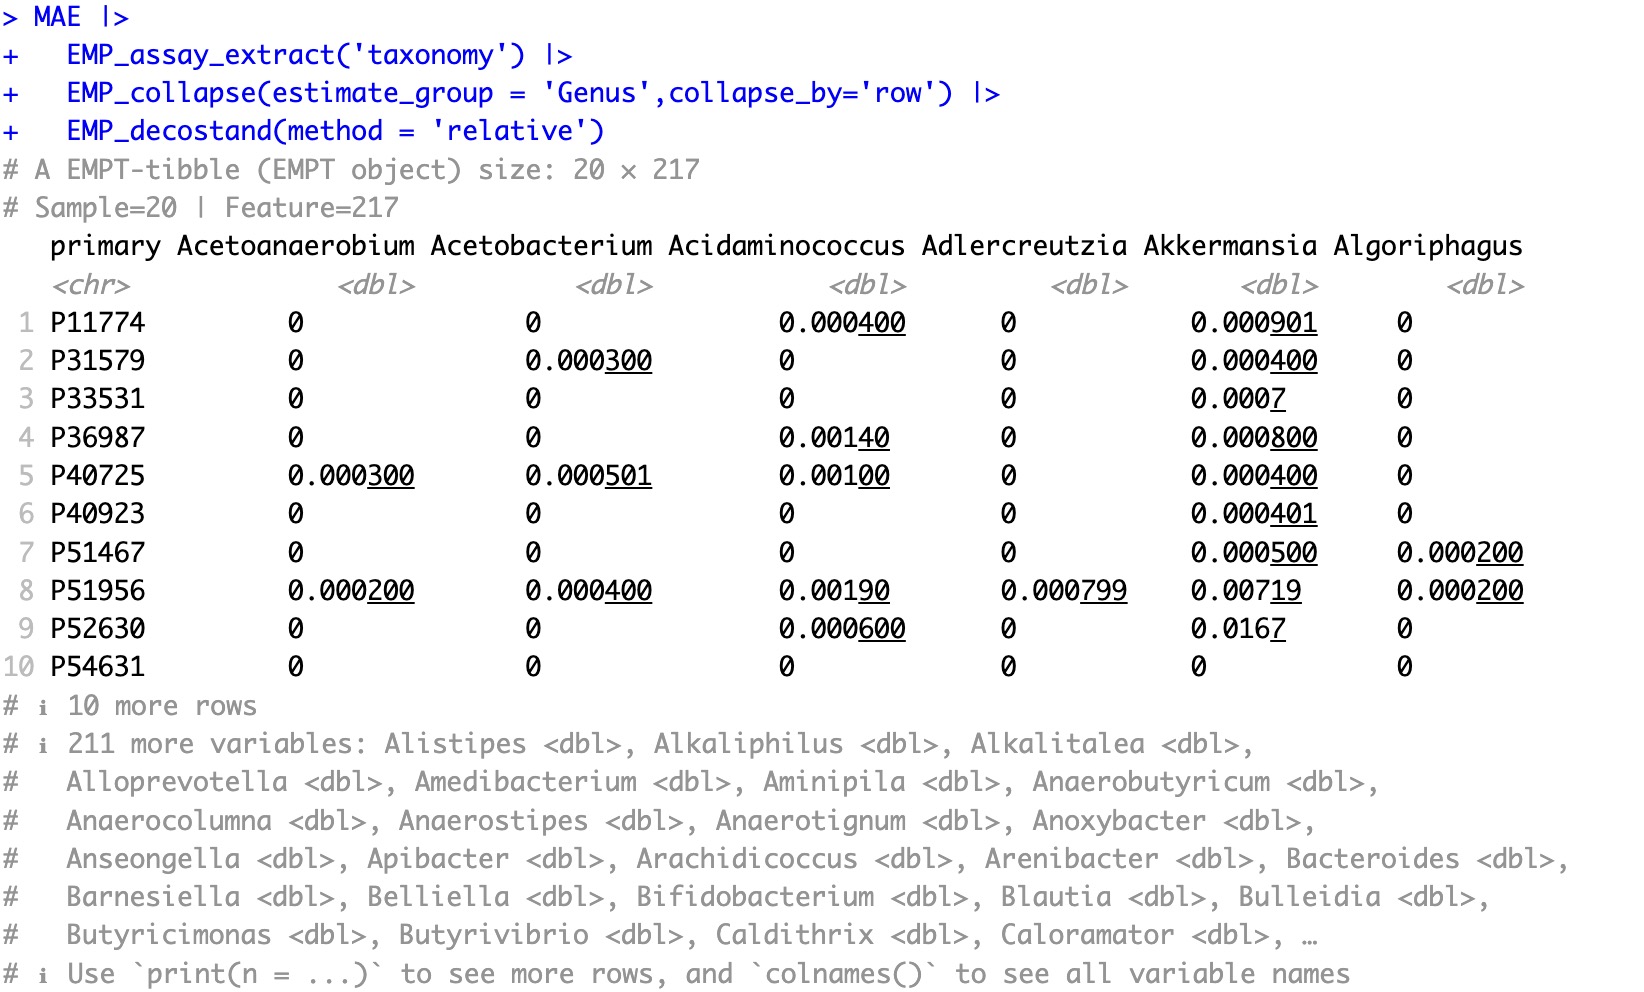 > MAE |>
+   EMP_assay_extract('taxonomy') |>
+   EMP_collapse(estimate_group = 'Genus',collapse_by='row') |>
+   EMP_decostand(method = 'relative')
# A EMPT-tibble (EMPT object) size: 20 × 217
# Sample=20 | Feature=217
   primary Acetoanaerobium Acetobacterium Acidaminococcus Adlercreutzia Akkermansia Algoriphagus
   <chr>             <dbl>          <dbl>           <dbl>         <dbl>       <dbl>        <dbl>
 1 P11774         0              0               0.000400      0           0.000901     0
 2 P31579         0              0.000300        0             0           0.000400     0
 3 P33531         0              0               0             0           0.0007       0
 4 P36987         0              0               0.00140       0           0.000800     0
 5 P40725         0.000300       0.000501        0.00100       0           0.000400     0
 6 P40923         0              0               0             0           0.000401     0
 7 P51467         0              0               0             0           0.000500     0.000200
 8 P51956         0.000200       0.000400        0.00190       0.000799    0.00719      0.000200
 9 P52630         0              0               0.000600      0           0.0167       0
10 P54631         0              0               0             0           0            0
# ℹ 10 more rows
# ℹ 211 more variables: Alistipes <dbl>, Alkaliphilus <dbl>, Alkalitalea <dbl>,
#   Alloprevotella <dbl>, Amedibacterium <dbl>, Aminipila <dbl>, Anaerobutyricum <dbl>,
#   Anaerocolumna <dbl>, Anaerostipes <dbl>, Anaerotignum <dbl>, Anoxybacter <dbl>,
#   Anseongella <dbl>, Apibacter <dbl>, Arachidicoccus <dbl>, Arenibacter <dbl>, Bacteroides <dbl>,
#   Barnesiella <dbl>, Belliella <dbl>, Bifidobacterium <dbl>, Blautia <dbl>, Bulleidia <dbl>,
#   Butyricimonas <dbl>, Butyrivibrio <dbl>, Caldithrix <dbl>, Caloramator <dbl>, …
# ℹ Use `print(n = ...)` to see more rows, and `colnames()` to see all variable names